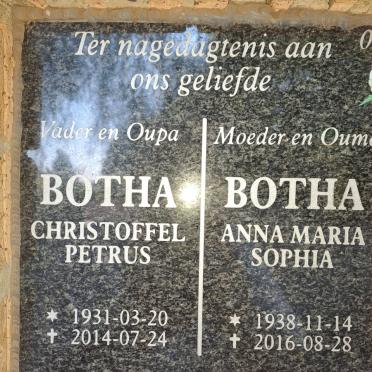 Ter nagedagtenis aan
ons geliefde
Vader en Oupa
BOTHA
CHRISTOFFEL
PETRUS
* 1931-03-20
† 2014-07-24
Moeder en Ouma
BOTHA
ANNA MARIA
SOPHIA
* 1938-11-14
† 2016-08-28